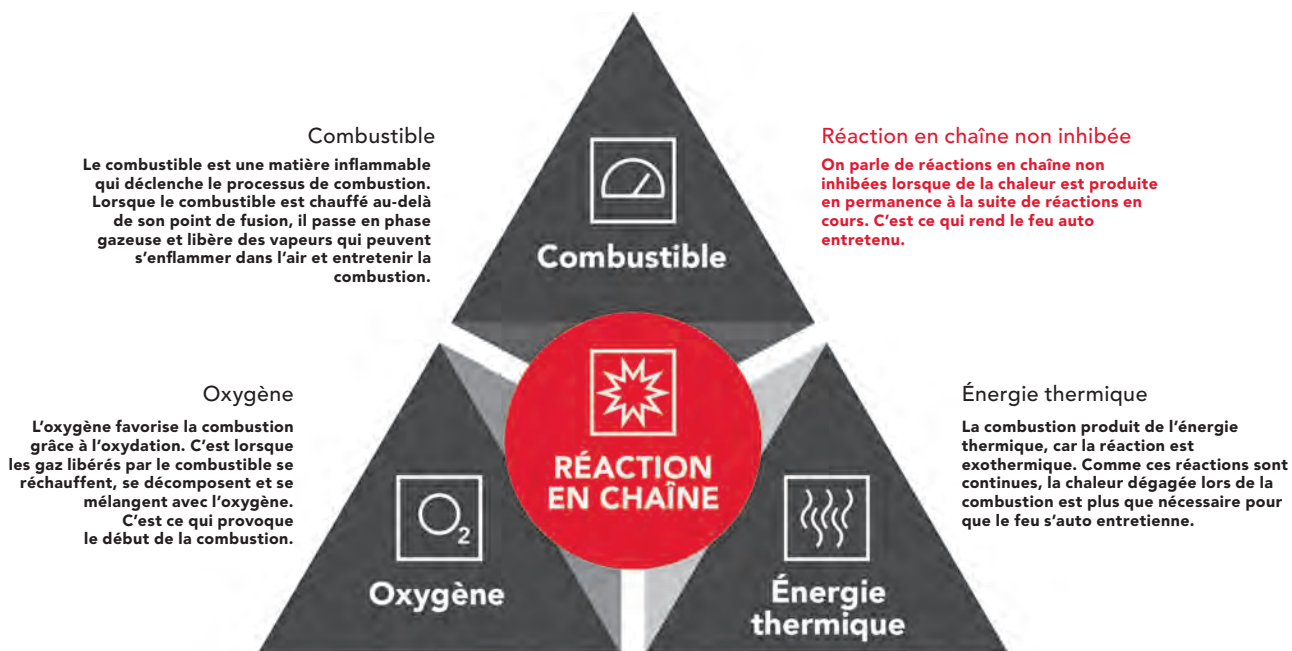 Combustible
Le combustible est une matière inflammable
qui déclenche le processus de combustion.
Lorsque le combustible est chauffé au-delà
de son point de fusion, il passe en phase
gazeuse et libère des vapeurs qui peuvent
s'enflammer dans l'air et entretenir la
combustion.
Réaction en chaîne non inhibée
On parle de réactions en chaîne non
inhibées lorsque de la chaleur est produite
en permanence à la suite de réactions en
cours. C'est ce qui rend le feu auto
entretenu.
Combustible
Oxygène
L'oxygène favorise la combustion
grâce à l'oxydation. C'est lorsque
les gaz libérés par le combustible se
réchauffent, se décomposent et se
mélangent avec l'oxygène.
C'est ce qui provoque
le début de la combustion.
RÉACTION
EN CHAÎNE
Énergie thermique
La combustion produit de l'énergie
thermique, car la réaction est
exothermique. Comme ces réactions sont
continues, la chaleur dégagée lors de la
combustion est plus que nécessaire pour
que le feu s'auto entretienne.
O2
Oxygène
Énergie
thermique